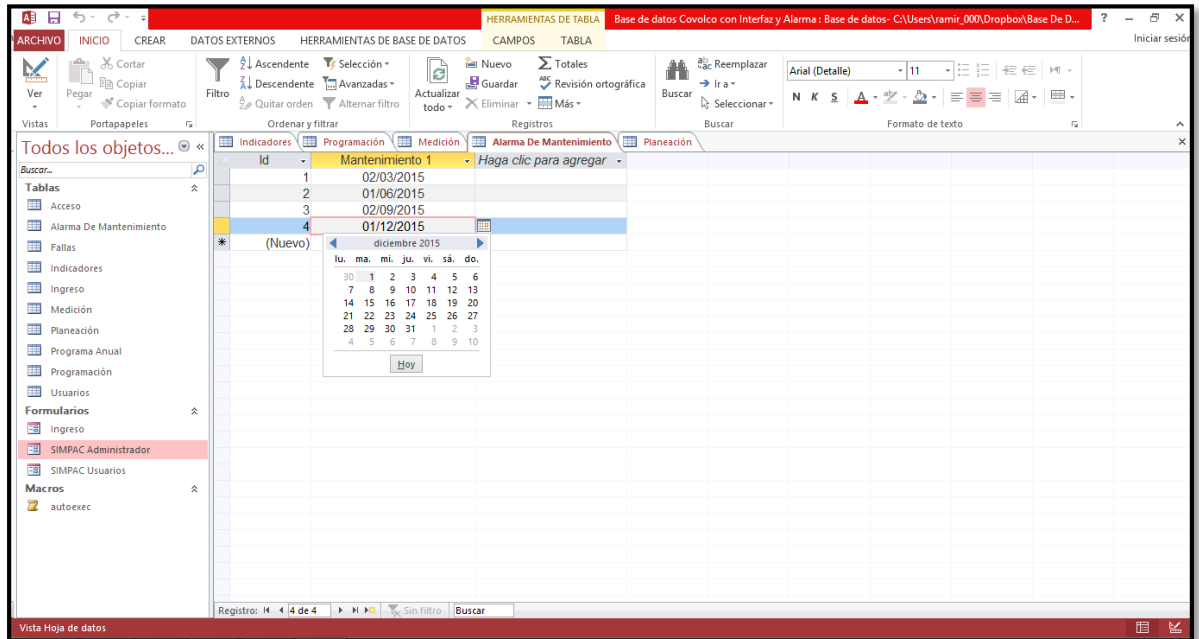 HERRAMIENTAS DE TABLA Base de datos Covolco con Interfaz y Alarma : Base de datos- C:\Users\ramir_000\Dropbox\Base De D...
ARCHIVO INICIO CREAR DATOS EXTERNOS HERRAMIENTAS DE BASE DE DATOS CAMPOS TABLA Iniciar sesión
Ver
Vistas
Pegar
Cortar
Copiar
Copiar formato
Portapapeles
Filtro
Ascendente
Descendente
Quitar orden
Selección
Avanzadas
Alternar filtro
Ordenar y filtrar
Actualizar
todo
Nuevo
Guardar
Eliminar
Totales
Revisión ortográfica
Más
Registros
Buscar
Reemplazar
Ir a
Seleccionar
Buscar
Arial (Detalle) 11
N K S A
Formato de texto
Todos los objetos...
Buscar...
Tablas
Acceso
Alarma De Mantenimiento
Fallas
Indicadores
Ingreso
Medición
Planeación
Programa Anual
Programación
Usuarios
Formularios
Ingreso
SIMPAC Administrador
SIMPAC Usuarios
Macros
autoexec
Indicadores Programación Medición Alarma De Mantenimiento Planeación
Id Mantenimiento 1 Haga clic para agregar
1 02/03/2015
2 01/06/2015
3 02/09/2015
4 01/12/2015
(Nuevo)
diciembre 2015
lu. ma. mi. ju. vi. sá. do.
30 1 2 3 4 5 6
7 8 9 10 11 12 13
14 15 16 17 18 19 20
21 22 23 24 25 26 27
28 29 30 31 1 2 3
4 5 6 7 8 9 10
Hoy
Registro: 4 de 4 Sin filtro Buscar
Vista Hoja de datos